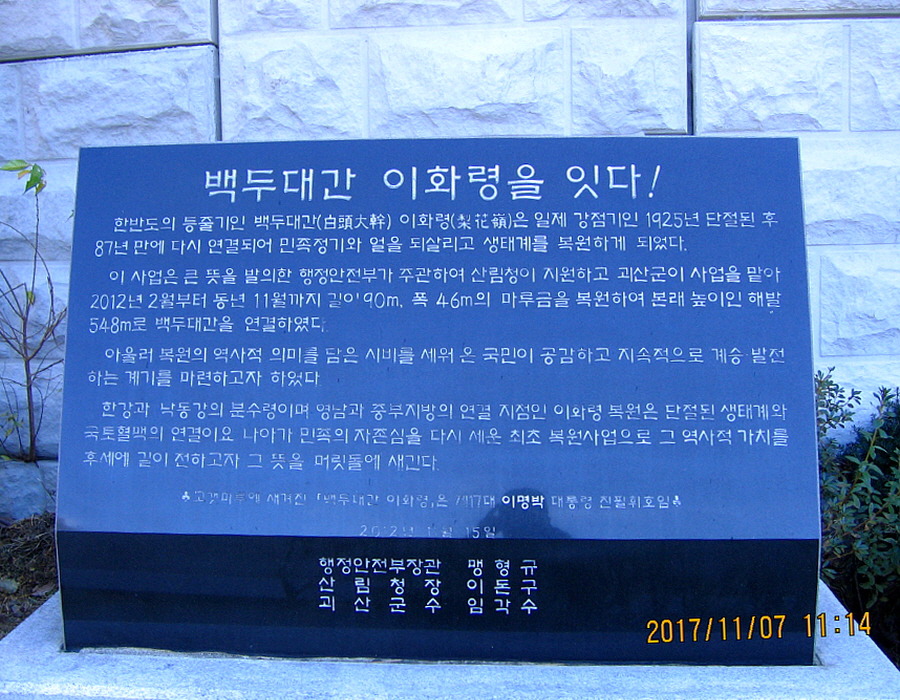 백두대간 이화령을 잇다!
한반도의 등줄기인 백두대간(白頭大幹) 이화령(梨花嶺)은 일제 강점기인 1925년 단절된 후
87년 만에 다시 연결되어 민족정기와 얼을 되살리고 생태계를 복원하게 되었다.
이 사업은 큰 뜻을 발의한 행정안전부가 주관하여 산림청이 지원하고 괴산군이 사업을 맡아
2012년 2월부터 동년 11월까지 길이 90m, 폭 46m의 마루금을 복원하여 본래 높이인 해발
548m로 백두대간을 연결하였다.
아울러 복원의 역사적 의미를 담은 시비를 세워 온 국민이 공감하고 지속적으로 계승 발전
하는 계기를 마련하고자 하였다.
한강과 낙동강의 분수령이며 영남과 중부지방의 연결 지점인 이화령 복원은 단절된 생태계와
국토혈맥의 연결이요 나아가 민족의 자존심을 다시 세운 최초 복원사업으로 그 역사적 가치를
후세에 길이 전하고자 그 뜻을 머릿돌에 새긴다.
♣고갯마루에 새겨진 「백두대간 이화령」은 제17대 이명박 대통령 친필휘호임♣
2012년 15일
행정안전부장관 맹형규
산림청장 이돈구
괴산군수 임각수
2017/11/07 11:14